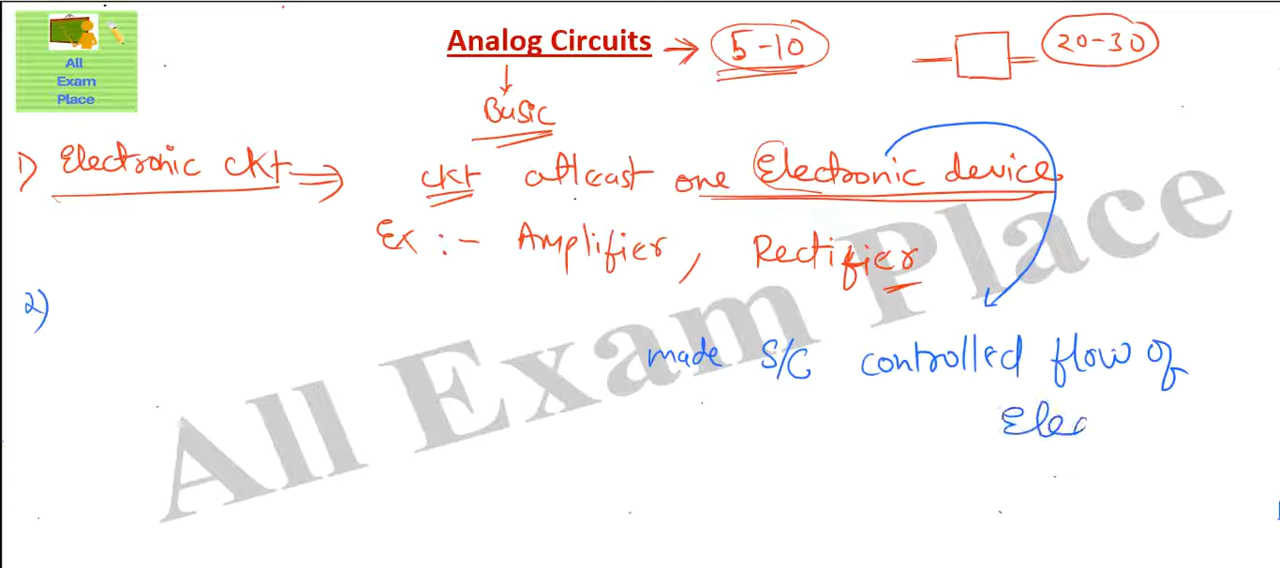 All
Exam
Place
Analog Circuits → 5-10
20-30
Basic
1) Electronic ckt ⇒ ckt atleast one Electronic device.
Ex :- Amplifier, Rectifier
2)
made S/C controlled flow of
Elec
All Exam Place